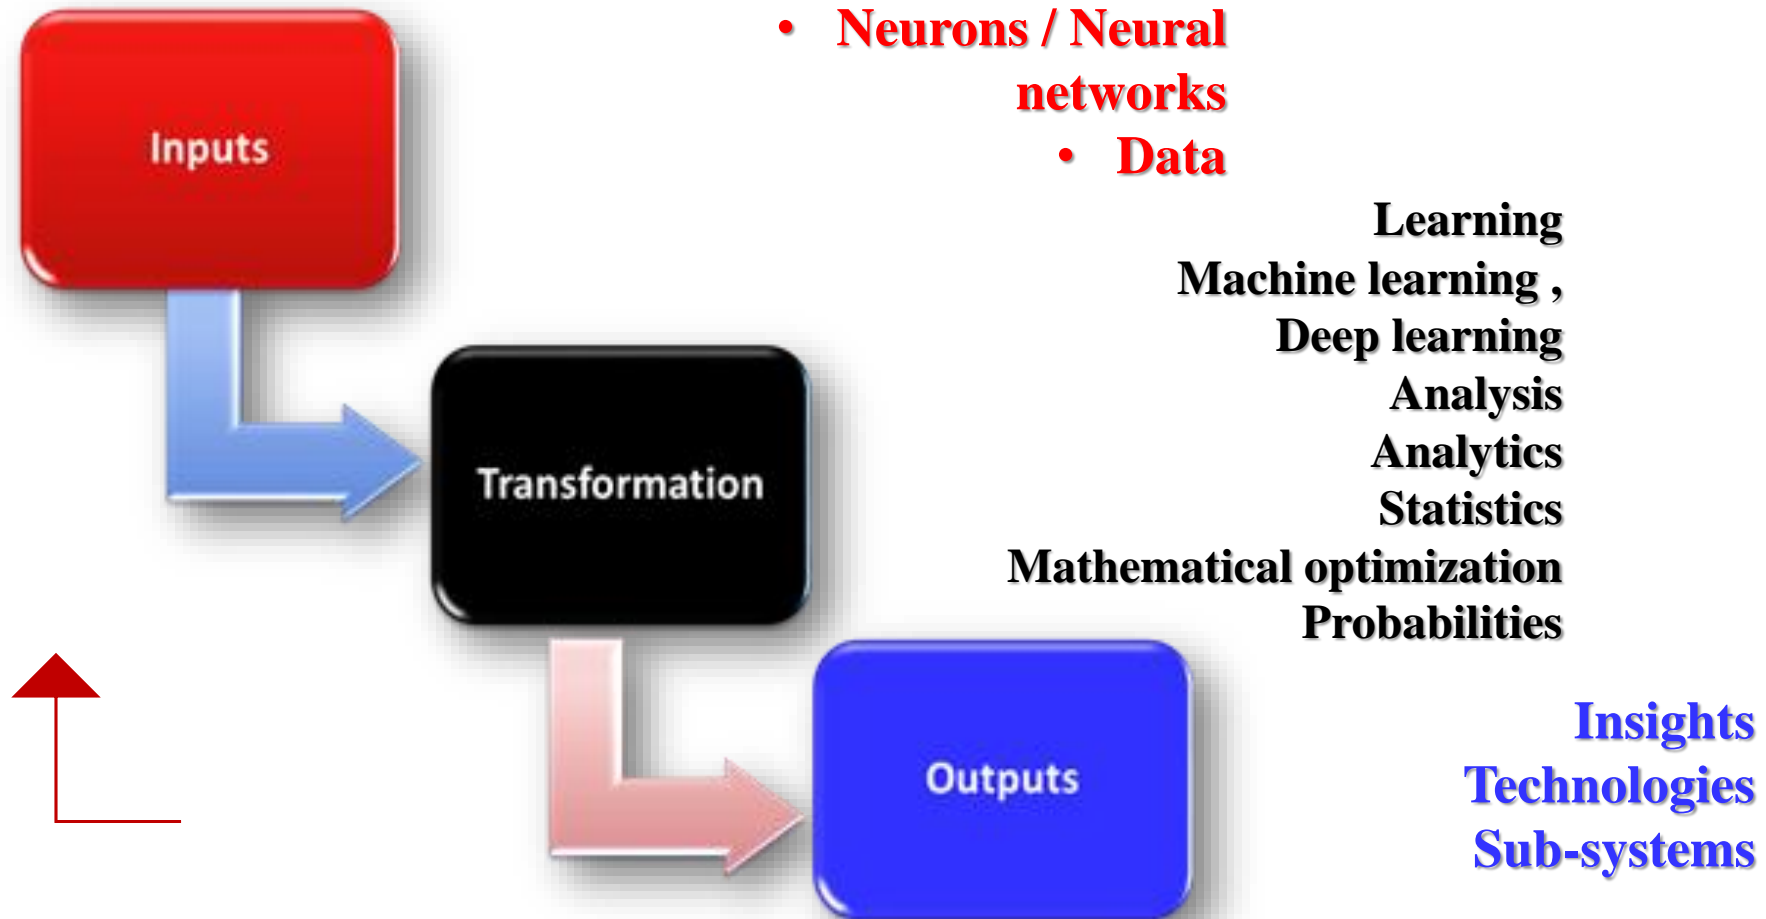 Inputs
• Neurons / Neural
networks
• Data
Learning
Machine learning ,
Deep learning
Analysis
Analytics
Statistics
Mathematical optimization
Probabilities
Transformation
Outputs
Insights
Technologies
Sub-systems